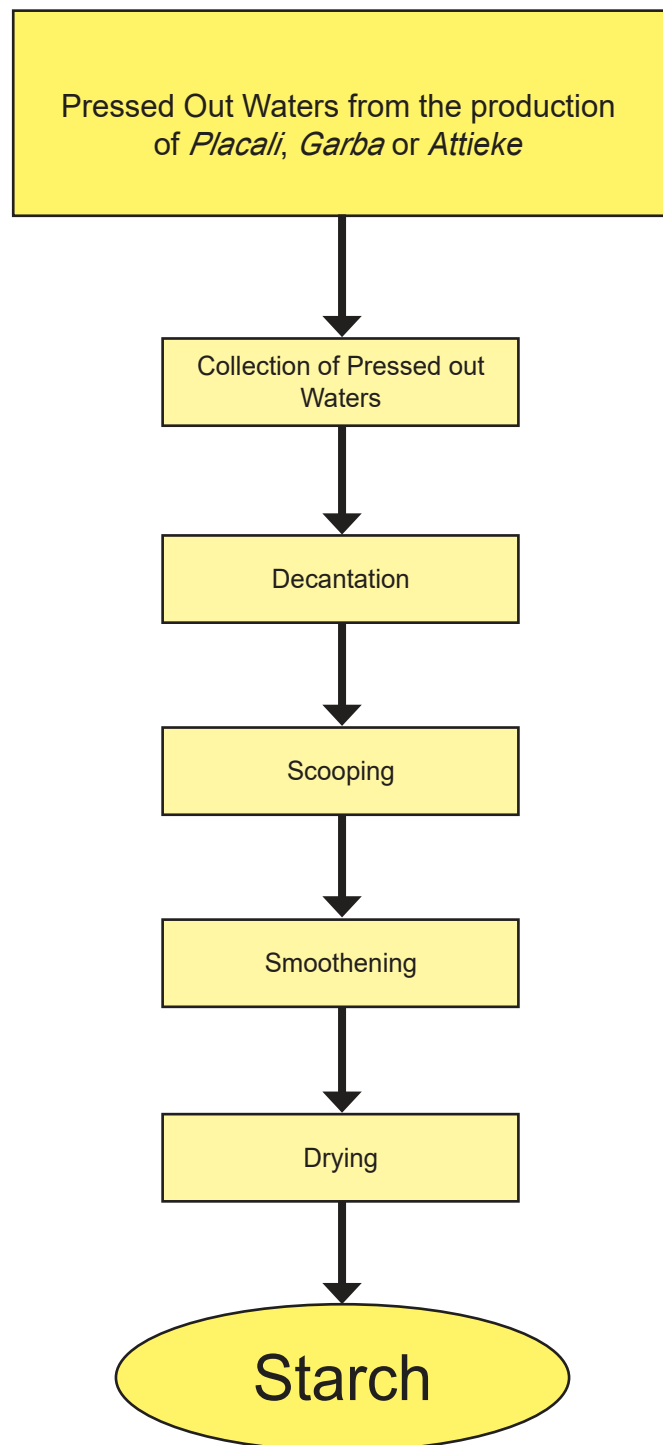 Pressed Out Waters from the production
of Placali, Garba or Attieke
Collection of Pressed out
Waters
Decantation
Scooping
Smoothening
Drying
Starch